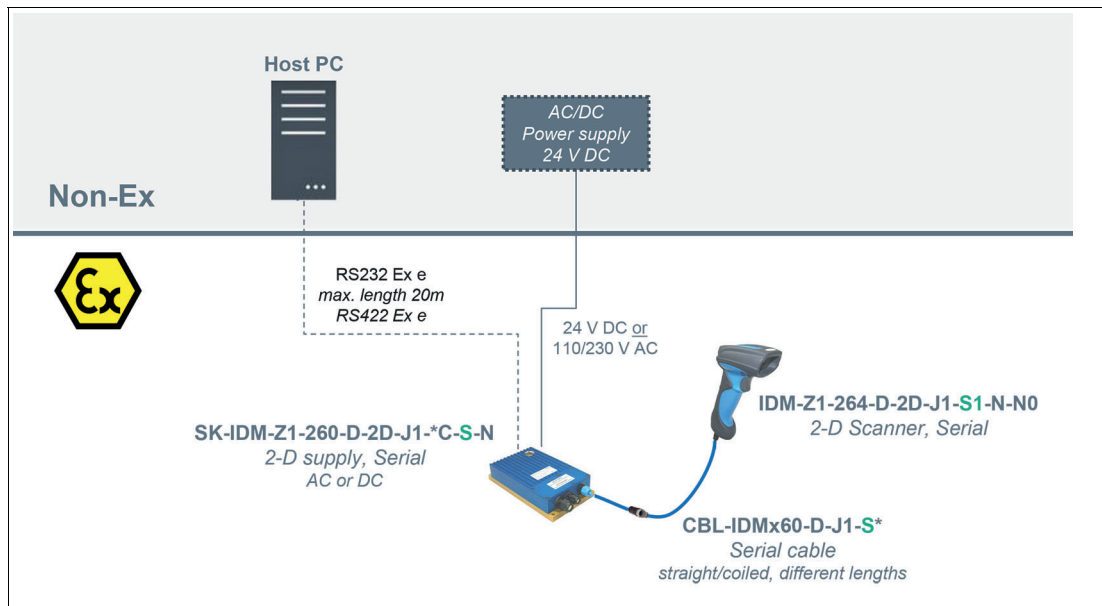 Host PC
AC/DC
Power supply
24 V DC
Non-Ex
Ex
RS232 Ex e
max. length 20m
RS422 Ex e
24 V DC or
110/230 V AC
IDM-Z1-264-D-2D-J1-S1-N-N0
2-D Scanner, Serial
SK-IDM-Z1-260-D-2D-J1-*C-S-N
2-D supply, Serial
AC or DC
CBL-IDMx60-D-J1-S*
Serial cable
straight/coiled, different lengths